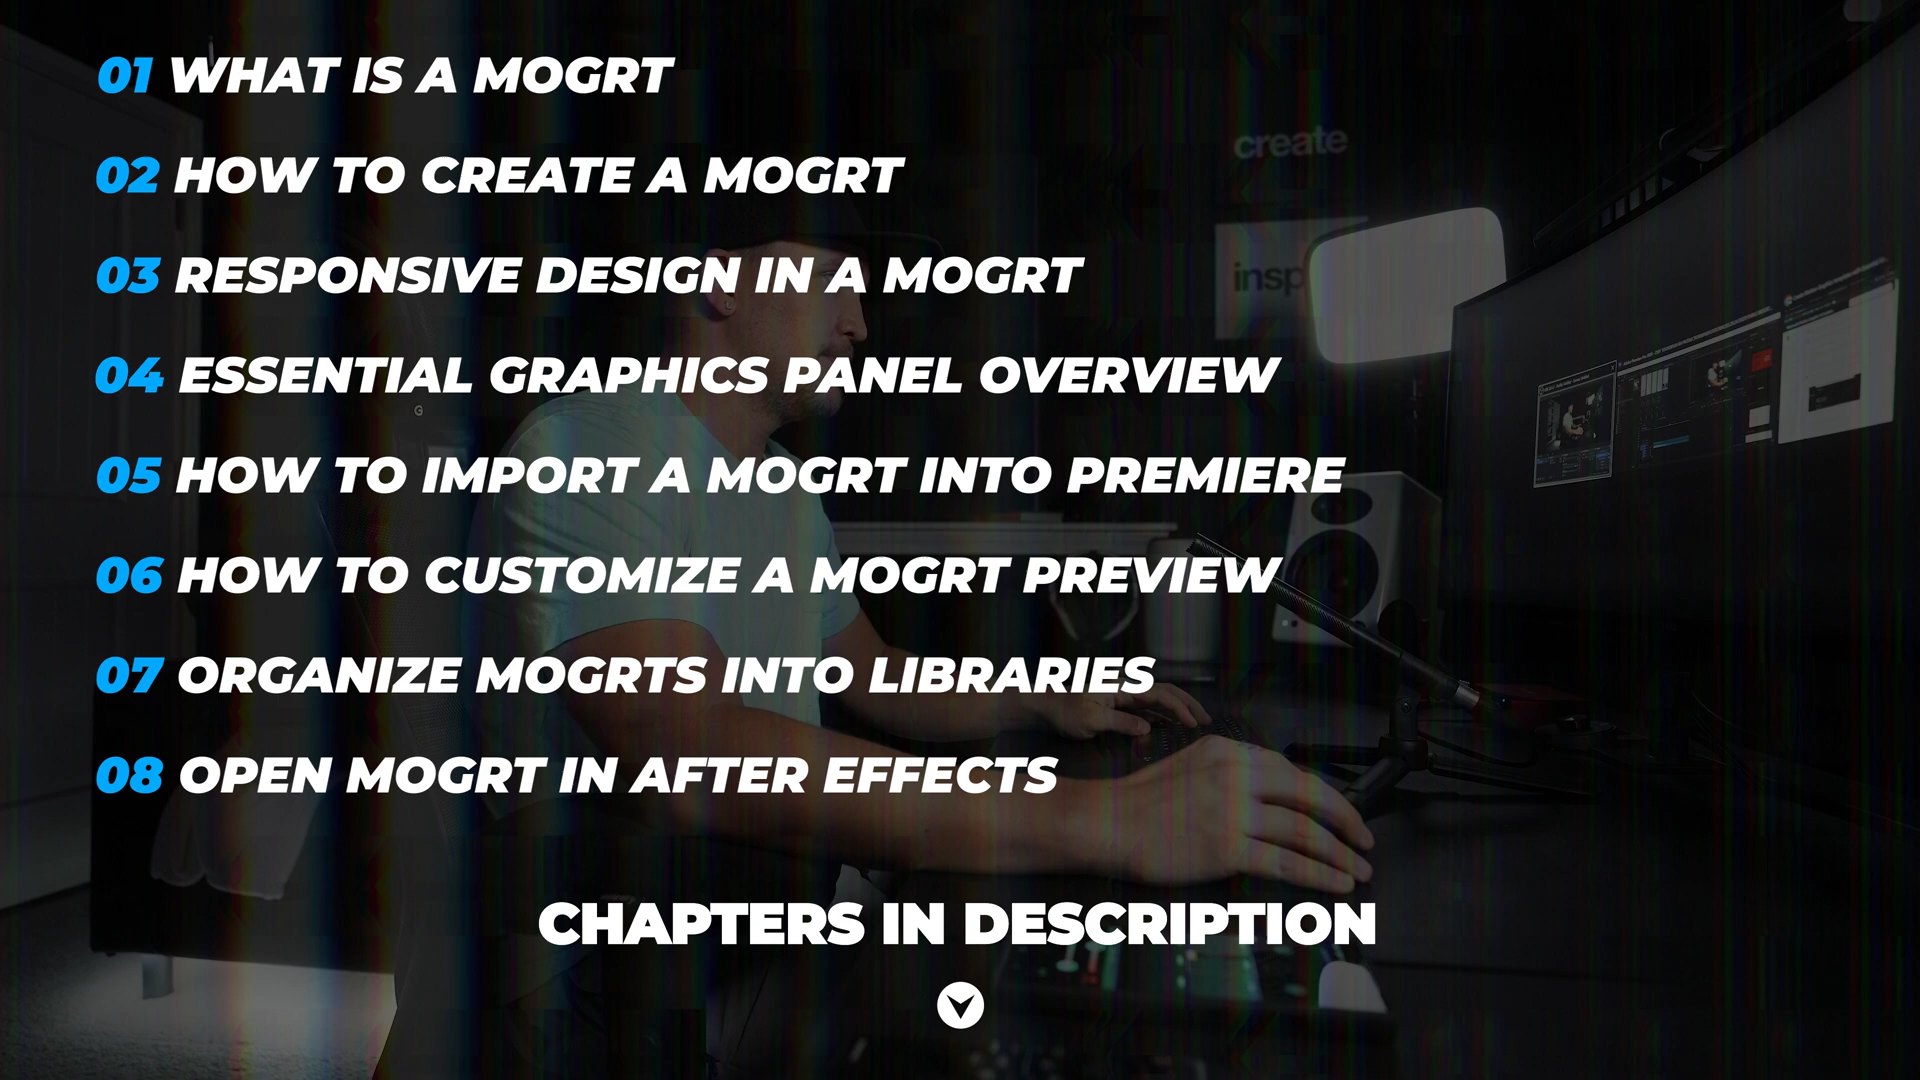 01 WHAT IS A MOGRT
02 HOW TO CREATE A MOGRT
create
03 RESPONSIVE DESIGN IN A MOGRT
04 ESSENTIAL GRAPHICS PANEL OVERVIEW
05 HOW TO IMPORT A MOGRT INTO PREMIERE
06 HOW TO CUSTOMIZE A MOGRT PREVIEW
07 ORGANIZE MOGRTS INTO LIBRARIES
08 OPEN MOGRT IN AFTER EFFECTS
CHAPTERS IN DESCRIPTION